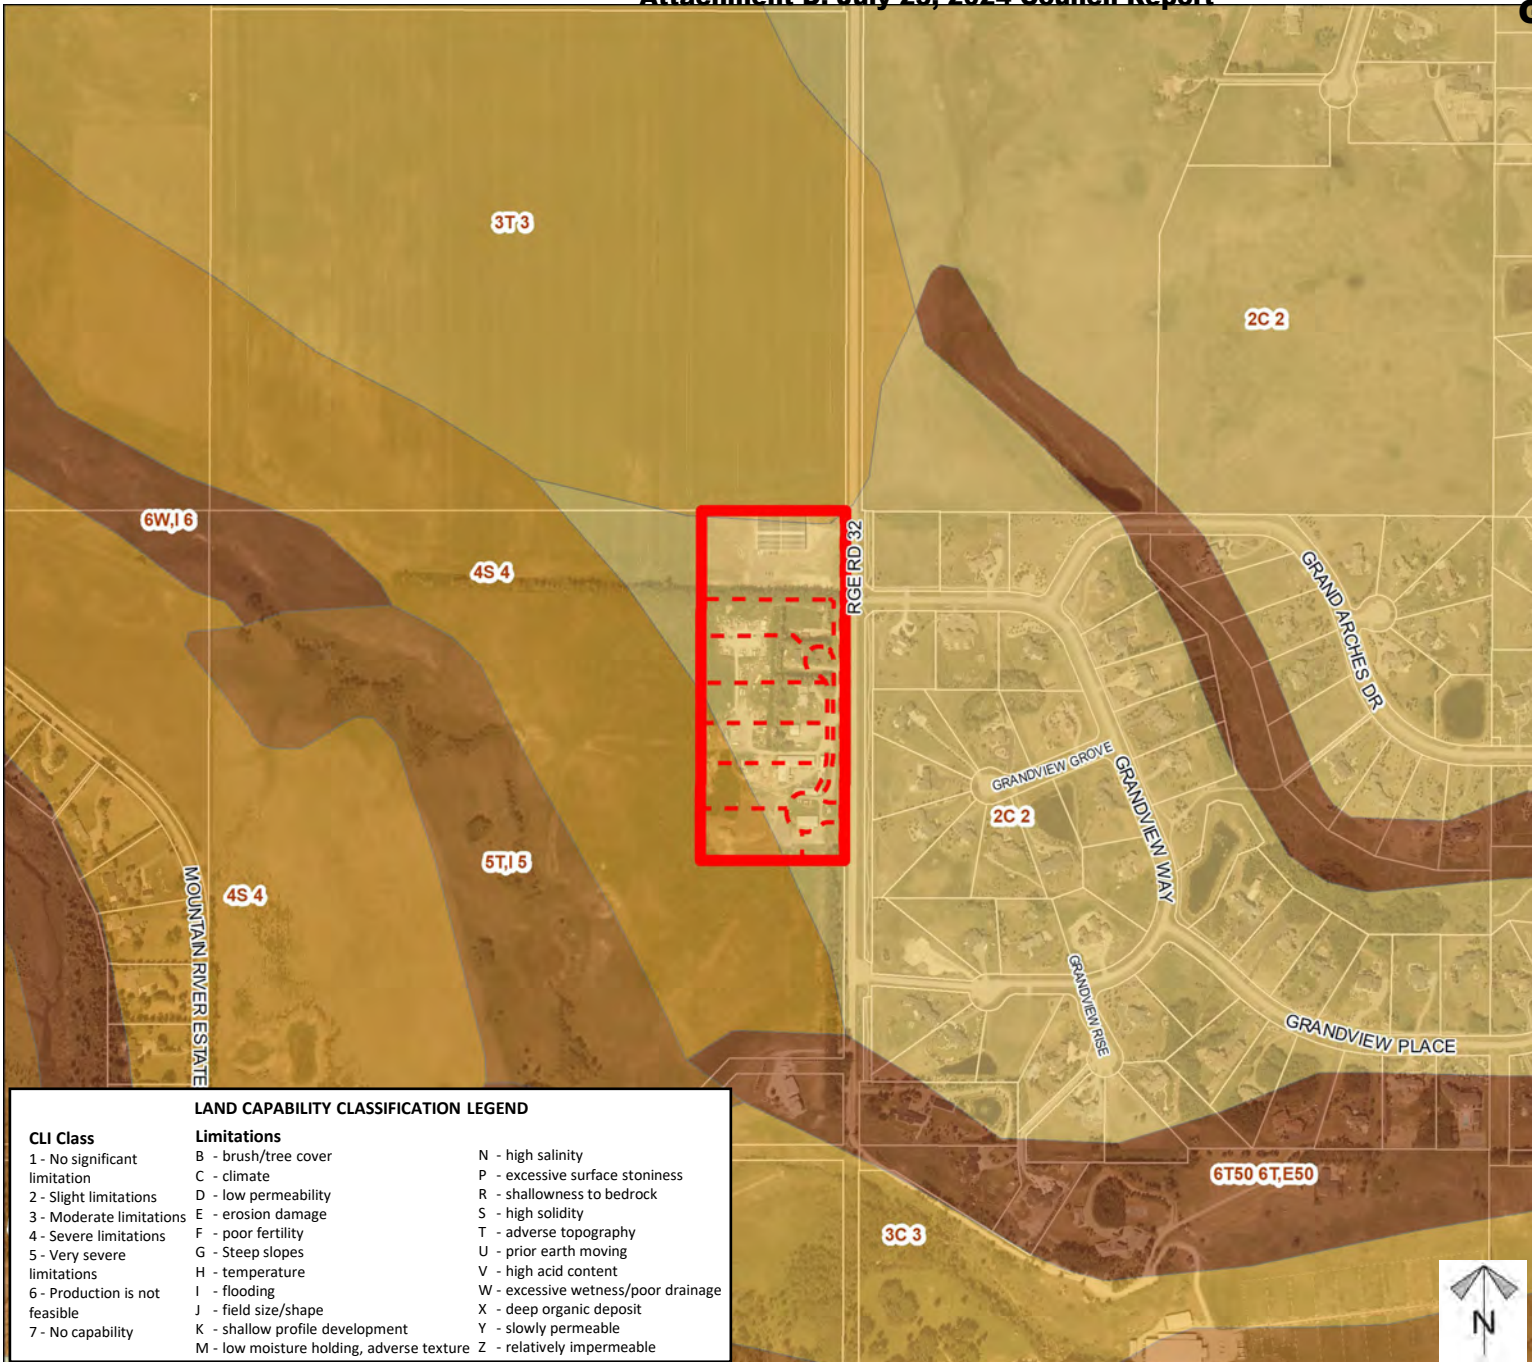 Attachment D: July 23, 2024 Council Report
3T 3
2C 2
6W,I 6
4S 4
RGE RD 32
GRAND ARCHES DR
GRANDVIEW GROVE
GRANDVIEW WAY
2C 2
5T,I 5
4S 4
MOUNTAIN RIVER ESTATE
GRANDVIEW RISE
GRANDVIEW PLACE
6T50 6T,E50
3C 3
LAND CAPABILITY CLASSIFICATION LEGEND
CLI Class
1 - No significant
limitation
2 - Slight limitations
3 - Moderate limitations
4 - Severe limitations
5 - Very severe
limitations
6 - Production is not
feasible
7 - No capability
Limitations
B - brush/tree cover
C - climate
D - low permeability
E - erosion damage
F - poor fertility
G - Steep slopes
H - temperature
I - flooding
J - field size/shape
K - shallow profile development
M - low moisture holding, adverse texture
N - high salinity
P - excessive surface stoniness
R - shallowness to bedrock
S - high solidity
T - adverse topography
U - prior earth moving
V - high acid content
W - excessive wetness/poor drainage
X - deep organic deposit
Y - slowly permeable
Z - relatively impermeable
N